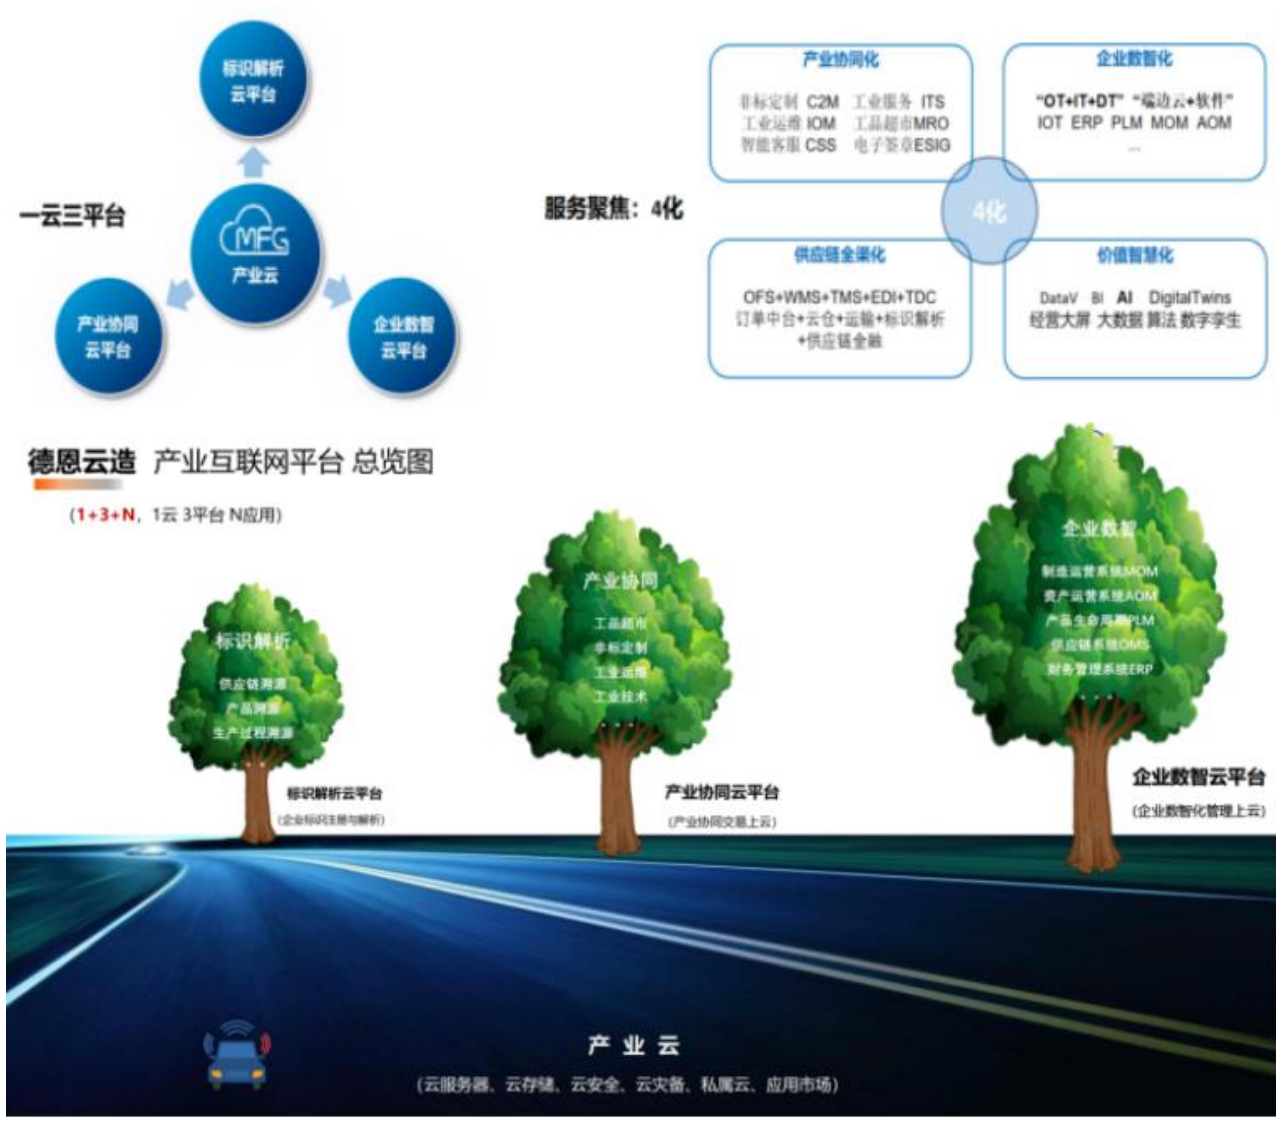 标识解析
云平台
一云三平台
MFG
产业云
产业协同
云平台
企业数智
云平台
服务聚焦：4化
产业协同化
非标定制 C2M 工业服务 ITS
工业运维 IOM 工品超市MRO
智能客服 CSS 电子签章ESIG
企业数智化
“OT+IT+DT” “端边云+软件”
IOT ERP PLM MOM AOM
...
4化
供应链全渠化
OFS+WMS+TMS+EDI+TDC
订单中台+云仓+运输+标识解析
+供应链金融
价值智慧化
DataV BI AI DigitalTwins
经营大屏 大数据 算法 数字孪生
德恩云造 产业互联网平台 总览图
(1+3+N, 1云 3平台 N应用)
标识解析
供应链溯源
产品溯源
生产过程溯源
标识解析云平台
(企业标识注册与解析)
产业协同
工品超市
非标定制
工业运维
工业技术
产业协同云平台
(产业协同交易上云)
企业数智
制造运营系统MOM
资产运营系统AOM
产品生命周期PLM
供应链系统OMS
财务管理系统ERP
企业数智云平台
(企业数智化管理上云)
产 业 云
(云服务器、云存储、云安全、云灾备、私属云、应用市场)